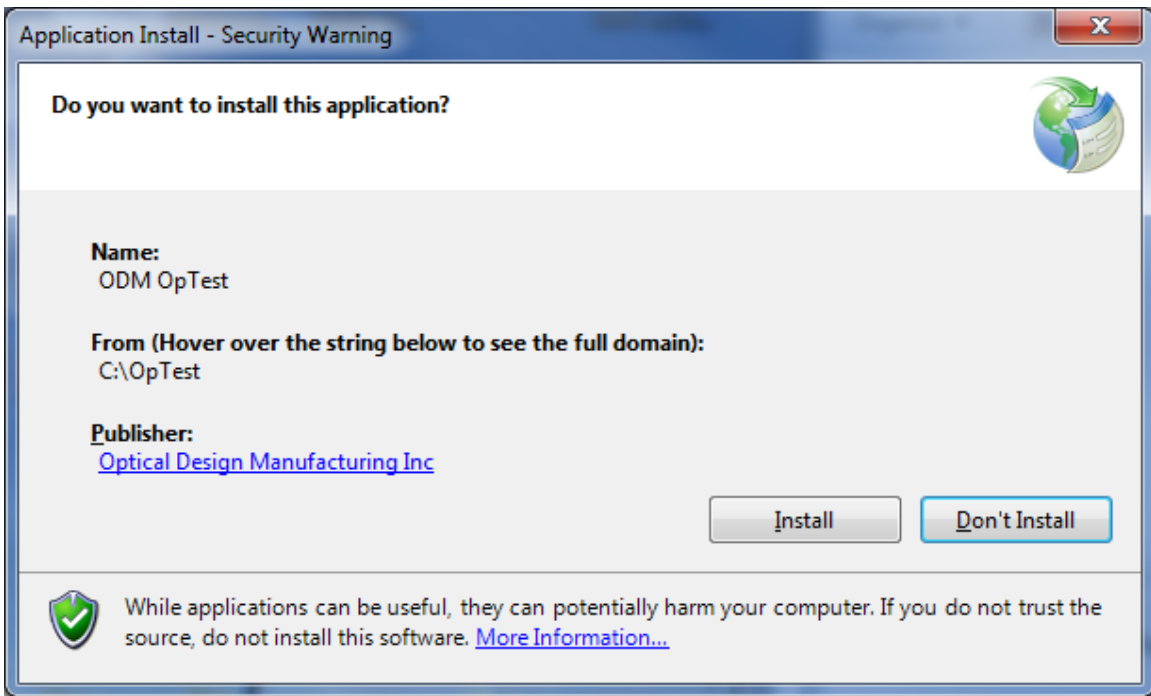 Application Install - Security Warning
Do you want to install this application?
Name:
ODM OpTest
From (Hover over the string below to see the full domain):
C:\OpTest
Publisher:
Optical Design Manufacturing Inc
Install
Don't Install
While applications can be useful, they can potentially harm your computer. If you do not trust the
source, do not install this software. More Information...